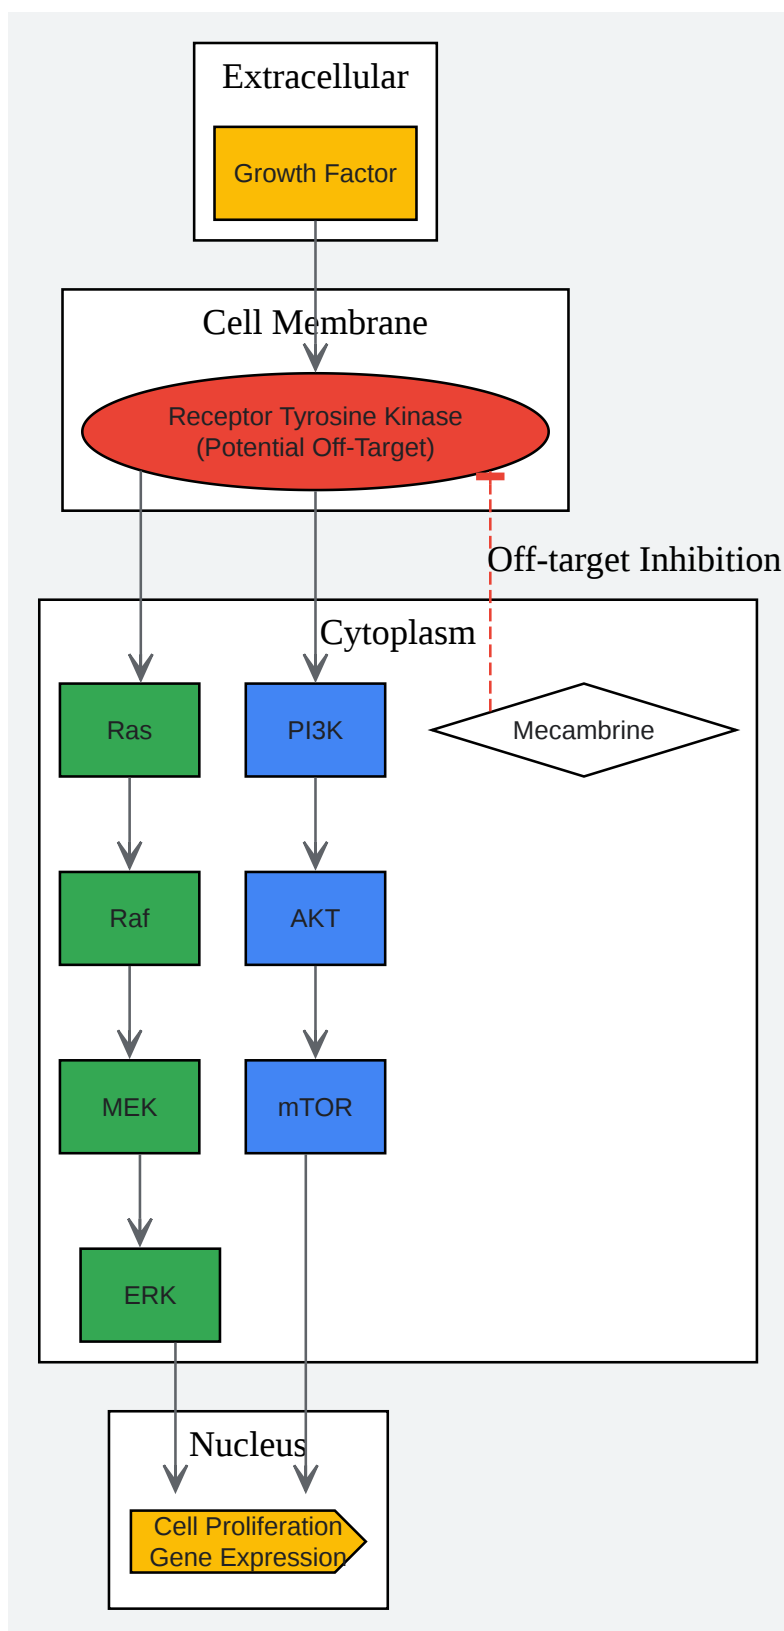 Extracellular
Growth Factor
Cell Membrane
Receptor Tyrosine Kinase
(Potential Off-Target)
Off-target Inhibition
Cytoplasm
Ras
PI3K
Mecambrine
Raf
AKT
MEK
mTOR
ERK
Nucleus
Cell Proliferation
Gene Expression